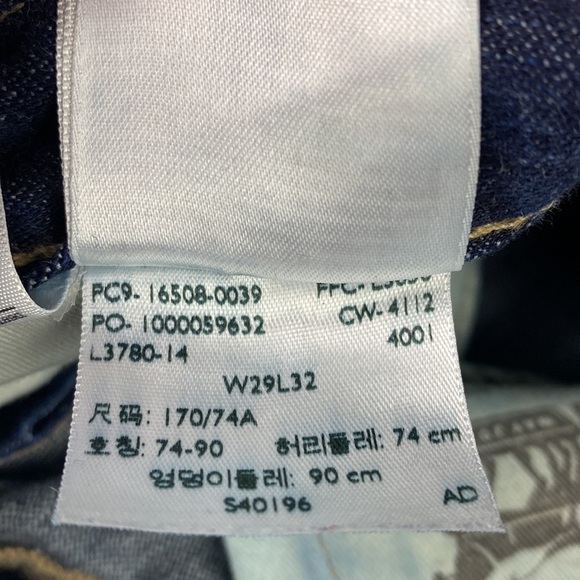 PC9- 16508-0039
PO- 1000059632 CW- 4112
L3780-14 4001
W29L32
尺码: 170/74A
호칭: 74-90 허리둘레: 74 cm
엉덩이둘레: 90 cm
S40196 AD